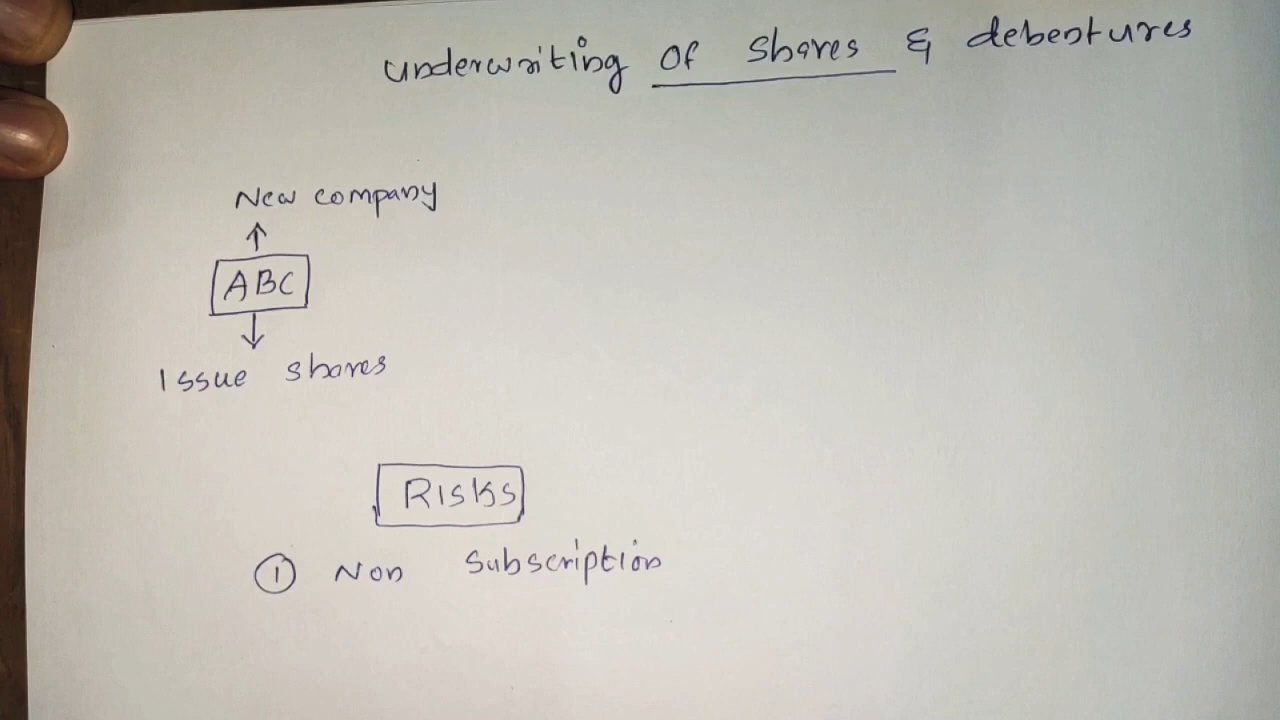 underwriting of shares & debentures
New company
↑
ABC
↓
Issue shares
Risks
① Non Subscription